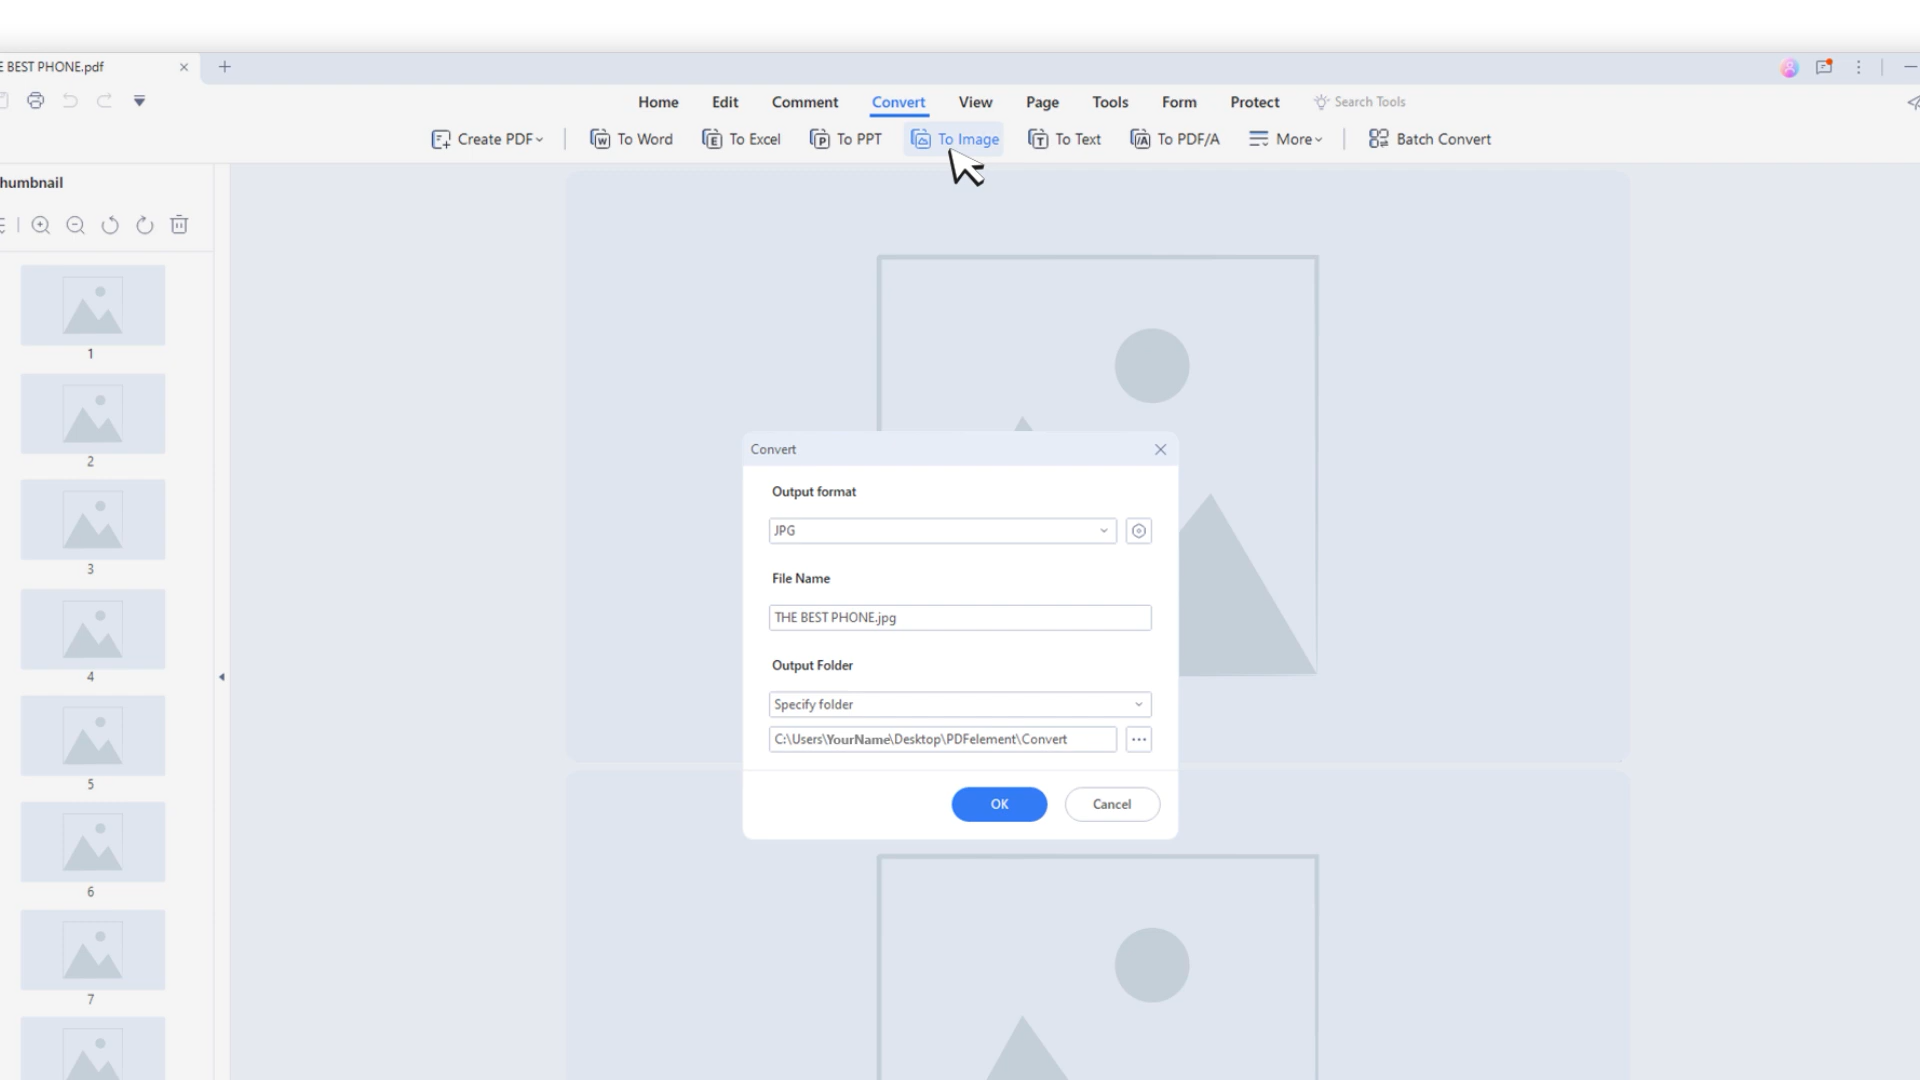 E BEST PHONE.pdf
Home Edit Comment Convert View Page Tools Form Protect Search Tools
Create PDF To Word To Excel To PPT To Image To Text To PDF/A More Batch Convert
humbnail
1
2
3
4
5
6
7
Convert
Output format
JPG
File Name
THE BEST PHONE.jpg
Output Folder
Specify folder
C:\Users\YourName\Desktop\PDFelement\Convert
OK Cancel